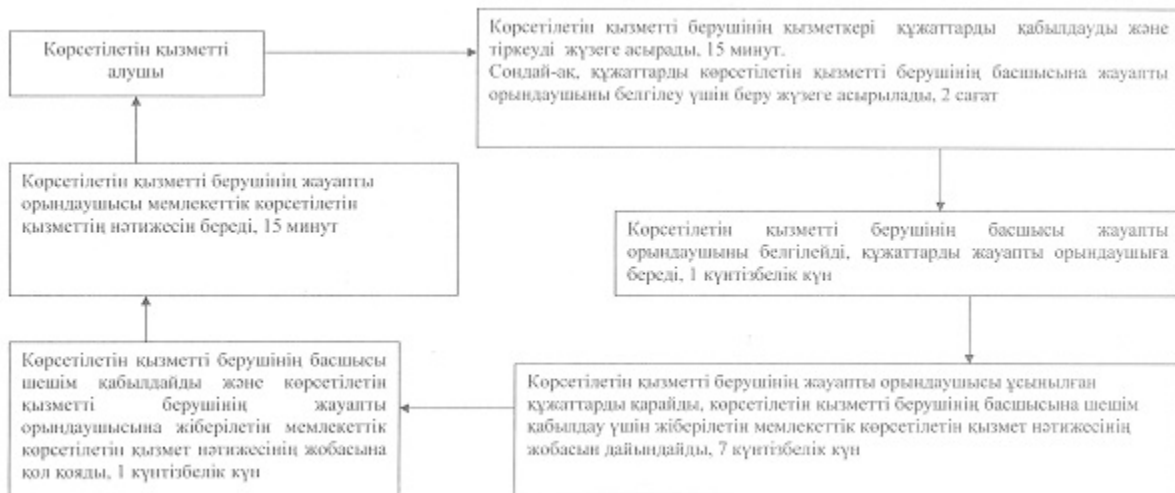 Көрсетілетін қызметті
алушы
Көрсетілетін қызметті берушінің қызметкері құжаттарды қабылдауды және
тіркеуді жүзеге асырады, 15 минут.
Сондай-ақ, құжаттарды көрсетілетін қызметті берушінің басшысына жауапты
орындаушыны белгілеу үшін беру жүзеге асырылады, 2 сағат
Көрсетілетін қызметті берушінің басшысы жауапты
орындаушыны белгілейді, құжаттарды жауапты орындаушыға
береді, 1 күнтізбелік күн
Көрсетілетін қызметті берушінің жауапты орындаушысы ұсынылған
құжаттарды қарайды, көрсетілетін қызметті берушінің басшысына шешім
қабылдау үшін жіберілетін мемлекеттік көрсетілетін қызмет нәтижесінің
жобасын дайындайды, 7 күнтізбелік күн
Көрсетілетін қызметті берушінің басшысы
шешім қабылдайды және көрсетілетін
қызметті берушінің жауапты
орындаушысына жіберілетін мемлекеттік
көрсетілетін қызмет нәтижесінің жобасына
қол қояды, 1 күнтізбелік күн
Көрсетілетін қызметті берушінің жауапты
орындаушысы мемлекеттік көрсетілетін
қызметтің нәтижесін береді, 15 минут